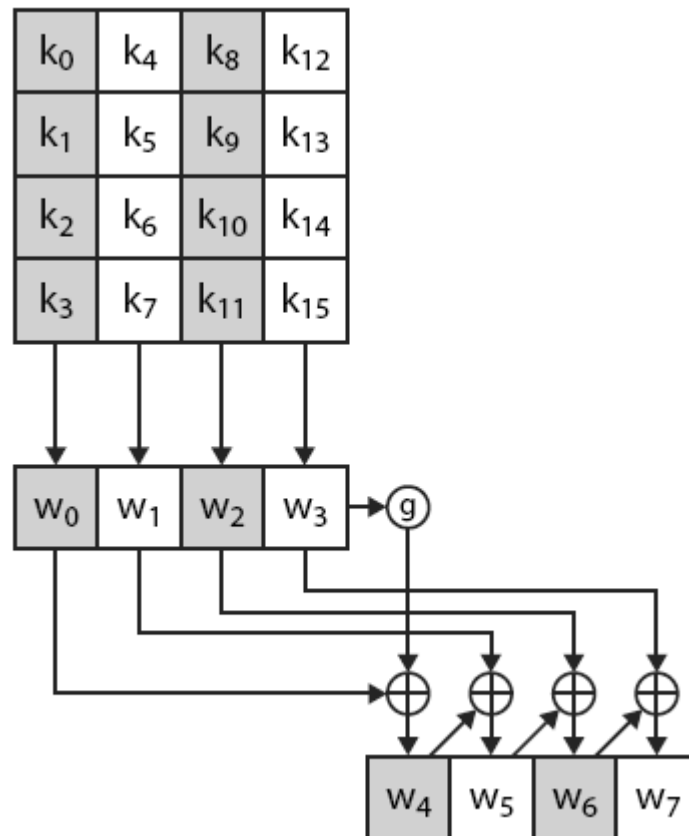 k₀ k₄ k₈ k₁₂
k₁ k₅ k₉ k₁₃
k₂ k₆ k₁₀ k₁₄
k₃ k₇ k₁₁ k₁₅
w₀ w₁ w₂ w₃ g
w₄ w₅ w₆ w₇